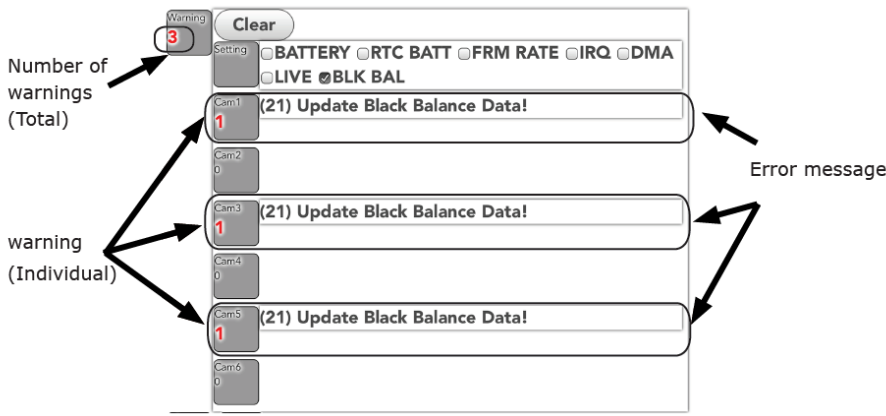 Warning
3
Clear
Setting
BATTERY RTC BATT FRM RATE IRQ DMA
LIVE BLK BAL
Number of
warnings
(Total)
Cam1
1
(21) Update Black Balance Data!
Cam2
0
Error message
Cam3
1
(21) Update Black Balance Data!
warning
(Individual)
Cam4
0
Cam5
1
(21) Update Black Balance Data!
Cam6
0